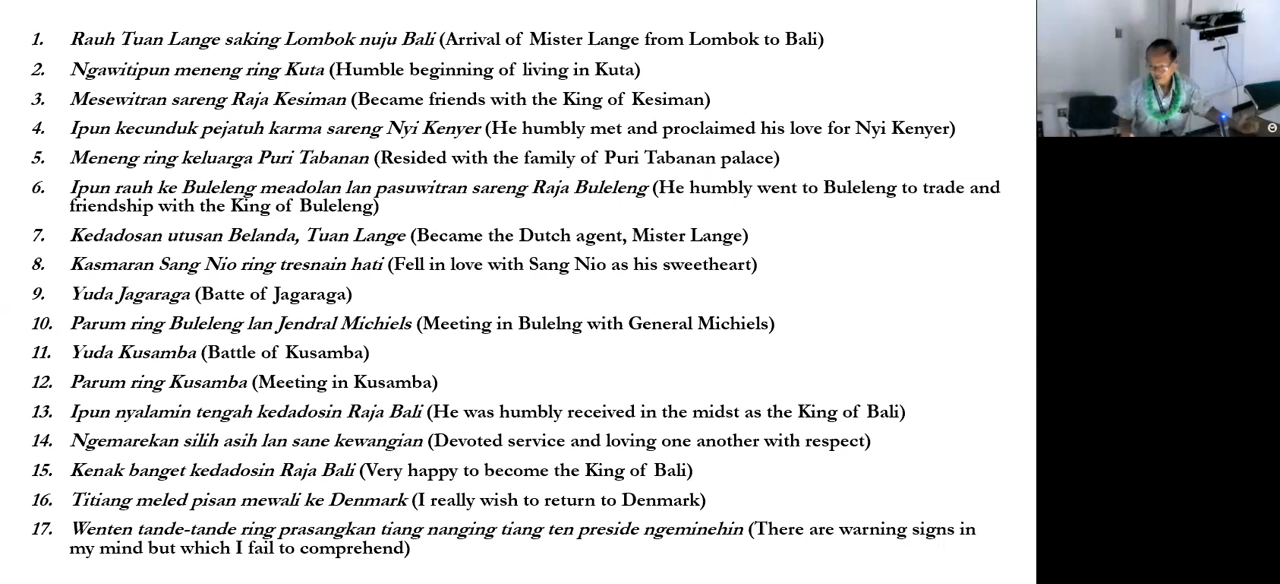 1. Rauh Tuan Lange saking Lombok nuju Bali (Arrival of Mister Lange from Lombok to Bali)
2. Ngawitipun meneng ring Kuta (Humble beginning of living in Kuta)
3. Mesewitran sareng Raja Kesiman (Became friends with the King of Kesiman)
4. Ipun kecunduk pejatuh karma sareng Nyi Kenyer (He humbly met and proclaimed his love for Nyi Kenyer)
5. Meneng ring keluarga Puri Tabanan (Resided with the family of Puri Tabanan palace)
6. Ipun rauh ke Buleleng meadolan lan pasuwitran sareng Raja Buleleng (He humbly went to Buleleng to trade and
friendship with the King of Buleleng)
7. Kedadosan utusan Belanda, Tuan Lange (Became the Dutch agent, Mister Lange)
8. Kasmaran Sang Nio ring tresnain hati (Fell in love with Sang Nio as his sweetheart)
9. Yuda Jagaraga (Batte of Jagaraga)
10. Parum ring Buleleng lan Jendral Michiels (Meeting in Bulelng with General Michiels)
11. Yuda Kusamba (Battle of Kusamba)
12. Parum ring Kusamba (Meeting in Kusamba)
13. Ipun nyalamin tengah kedadosin Raja Bali (He was humbly received in the midst as the King of Bali)
14. Ngemarekan silih asih lan sane kewangian (Devoted service and loving one another with respect)
15. Kenak banget kedadosin Raja Bali (Very happy to become the King of Bali)
16. Titiang meled pisan mewali ke Denmark (I really wish to return to Denmark)
17. Wenten tande-tande ring prasangkan tiang nanging tiang ten preside ngeminehin (There are warning signs in
my mind but which I fail to comprehend)